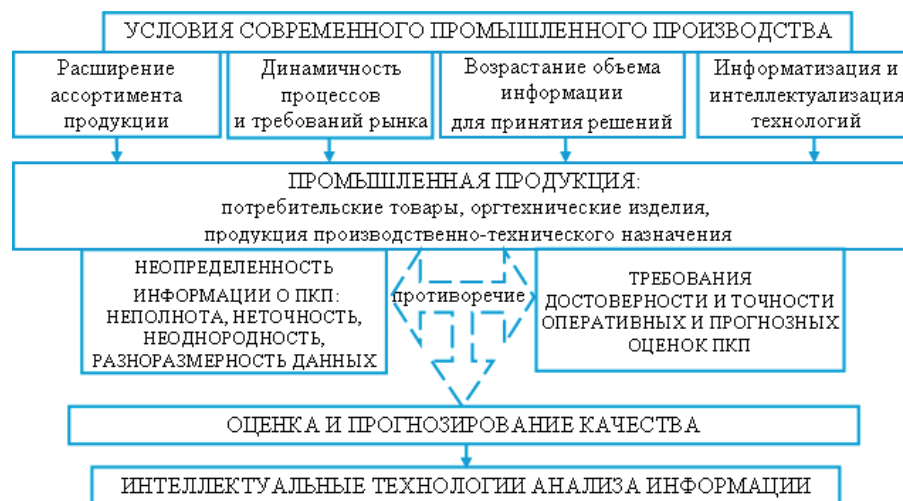 УСЛОВИЯ СОВРЕМЕННОГО ПРОМЫШЛЕННОГО ПРОИЗВОДСТВА
Расширение
ассортимента
продукции
Динамичность
процессов
и требований рынка
Возрастание объема
информации
для принятия решений
Информатизация и
интеллектуализация
технологий
ПРОМЫШЛЕННАЯ ПРОДУКЦИЯ:
потребительские товары, оргтехнические изделия,
продукция производственно-технического назначения
НЕОПРЕДЕЛЕННОСТЬ
ИНФОРМАЦИИ О ПКП:
НЕПОЛНОТА, НЕТОЧНОСТЬ,
НЕОДНОРОДНОСТЬ,
РАЗНОРАЗМЕРНОСТЬ ДАННЫХ
противоречие
ТРЕБОВАНИЯ
ДОСТОВЕРНОСТИ И ТОЧНОСТИ
ОПЕРАТИВНЫХ И ПРОГНОЗНЫХ
ОЦЕНОК ПКП
ОЦЕНКА И ПРОГНОЗИРОВАНИЕ КАЧЕСТВА
ИНТЕЛЛЕКТУАЛЬНЫЕ ТЕХНОЛОГИИ АНАЛИЗА ИНФОРМАЦИИ